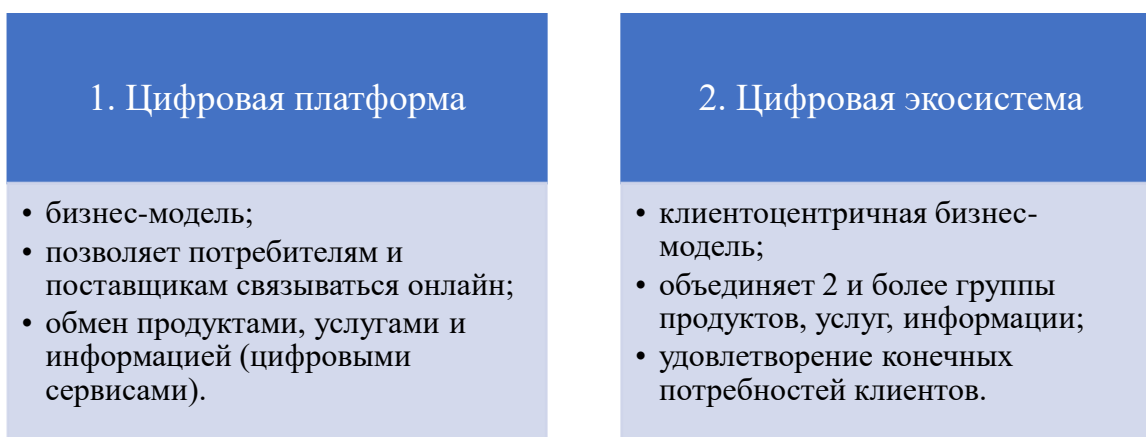 1. Цифровая платформа
• бизнес-модель;
• позволяет потребителям и
поставщикам связываться онлайн;
• обмен продуктами, услугами и
информацией (цифровыми
сервисами).
2. Цифровая экосистема
• клиентоцентричная бизнес-
модель;
• объединяет 2 и более группы
продуктов, услуг, информации;
• удовлетворение конечных
потребностей клиентов.